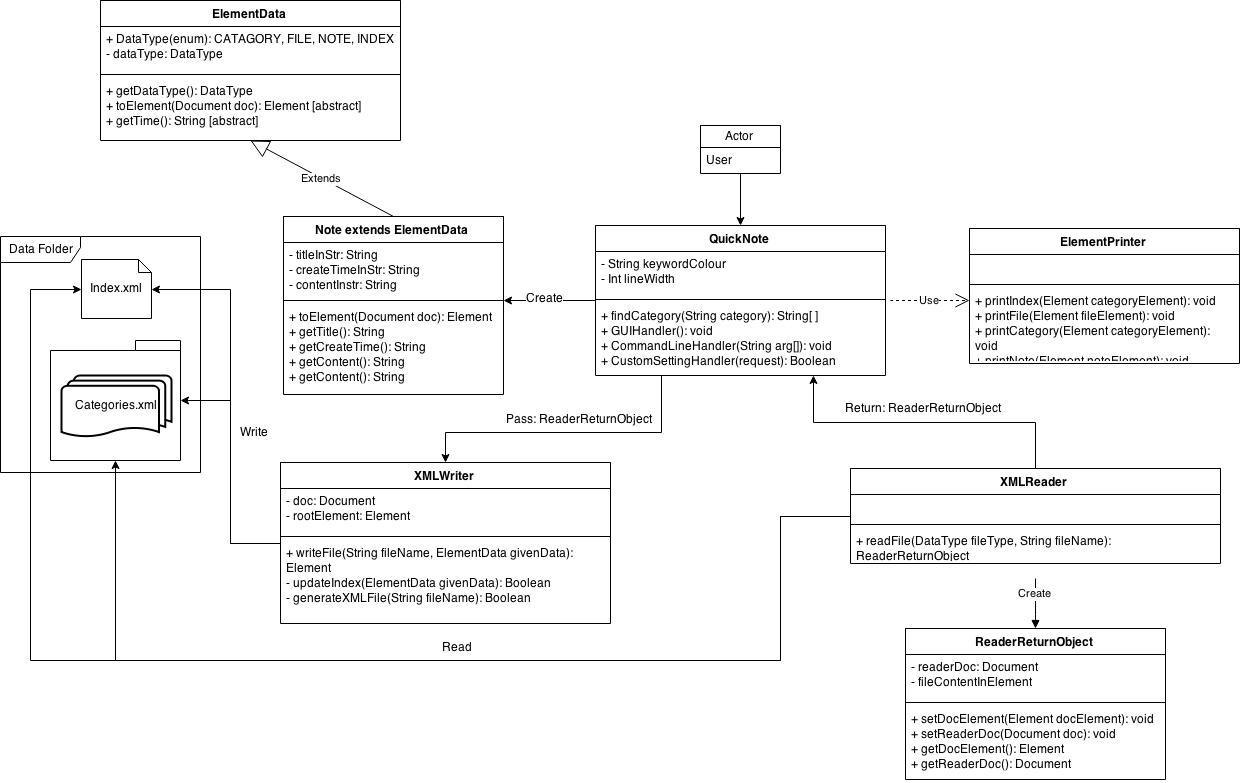 ElementData
+ DataType(enum): CATAGORY, FILE, NOTE, INDEX
- dataType: DataType
+ getDataType(): DataType
+ toElement(Document doc): Element [abstract]
+ getTime(): String [abstract]
Extends
Actor
User
Note extends ElementData
- titleInStr: String
- createTimeInStr: String
- contentInstr: String
+ toElement(Document doc): Element
+ getTitle(): String
+ getCreateTime(): String
+ getContent(): String
+ getContent(): String
Create
QuickNote
- String keywordColour
- Int lineWidth
+ findCategory(String category): String[ ]
+ GUIHandler(): void
+ CommandLineHandler(String arg[]): void
+ CustomSettingHandler(request): Boolean
Use
ElementPrinter
+ printIndex(Element categoryElement): void
+ printFile(Element fileElement): void
+ printCategory(Element categoryElement):
void
+ printNote(Element noteElement): void
Data Folder
Index.xml
Categories.xml
Write
Pass: ReaderReturnObject
Return: ReaderReturnObject
XMLWriter
- doc: Document
- rootElement: Element
+ writeFile(String fileName, ElementData givenData):
Element
- updateIndex(ElementData givenData): Boolean
- generateXMLFile(String fileName): Boolean
XMLReader
+ readFile(DataType fileType, String fileName):
ReaderReturnObject
Create
Read
ReaderReturnObject
- readerDoc: Document
- fileContentInElement
+ setDocElement(Element docElement): void
+ setReaderDoc(Document doc): void
+ getDocElement(): Element
+ getReaderDoc(): Document